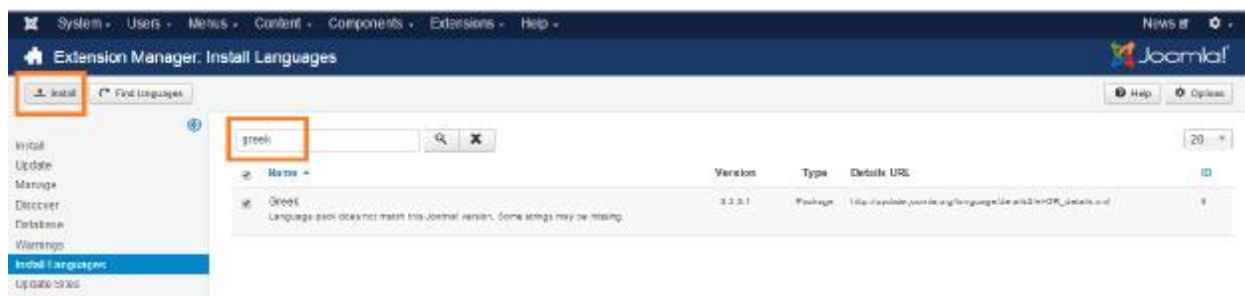 System Users Menus Content Components Extensions Help News
Extension Manager: Install Languages Joomla!
Install Find languages Help Options
greek 20
Install
Update
Manage
Discover
Database
Warnings
Install Languages
Update Sites
Name Version Type Details URL ID
Greek Package
Language pack does not match this Joomla! version. Some strings may be missing.